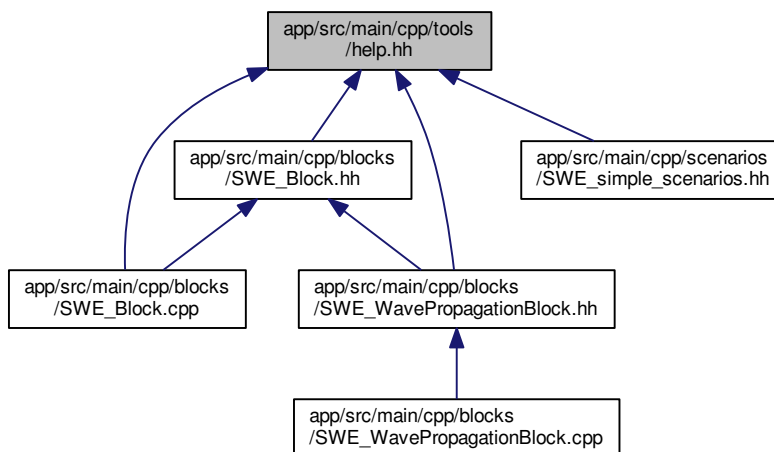 app/src/main/cpp/tools
/help.hh
app/src/main/cpp/blocks
/SWE_Block.hh
app/src/main/cpp/scenarios
/SWE_simple_scenarios.hh
app/src/main/cpp/blocks
/SWE_Block.cpp
app/src/main/cpp/blocks
/SWE_WavePropagationBlock.hh
app/src/main/cpp/blocks
/SWE_WavePropagationBlock.cpp